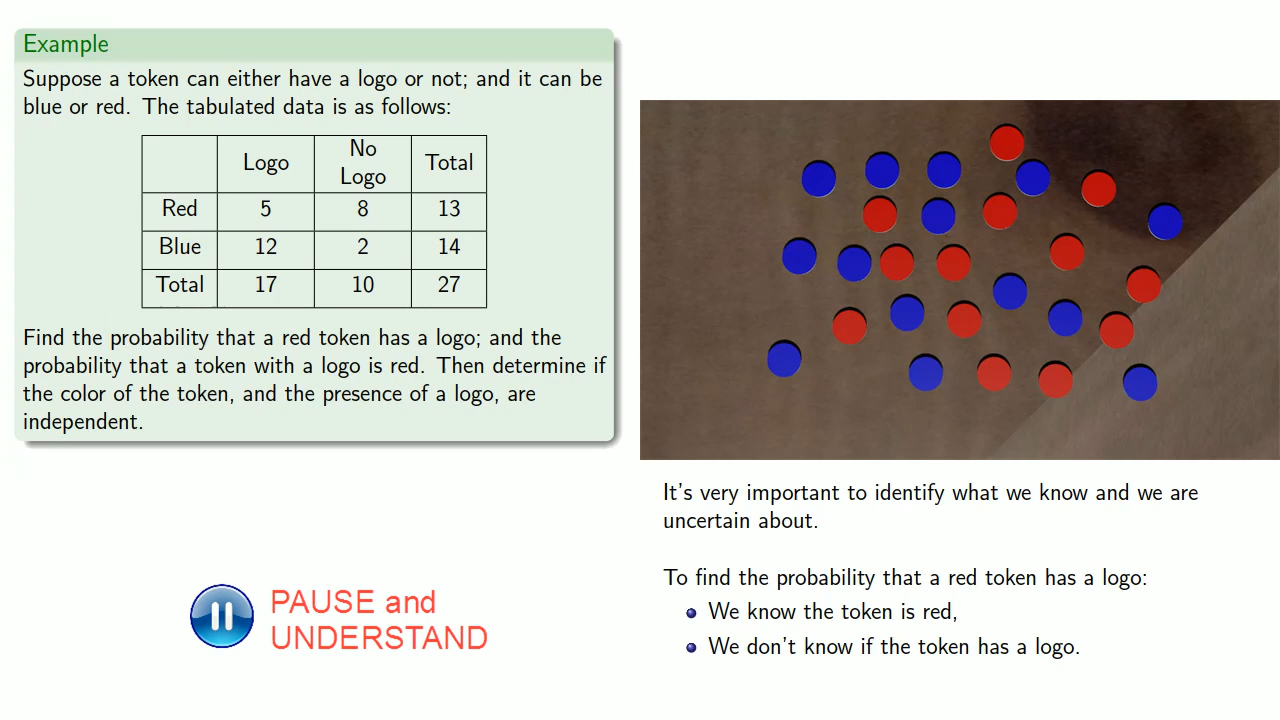 Example
Suppose a token can either have a logo or not; and it can be
blue or red. The tabulated data is as follows:
Logo No Logo Total
Red 5 8 13
Blue 12 2 14
Total 17 10 27
Find the probability that a red token has a logo; and the
probability that a token with a logo is red. Then determine if
the color of the token, and the presence of a logo, are
independent.
PAUSE and
UNDERSTAND
It's very important to identify what we know and we are
uncertain about.
To find the probability that a red token has a logo:
We know the token is red,
We don't know if the token has a logo.